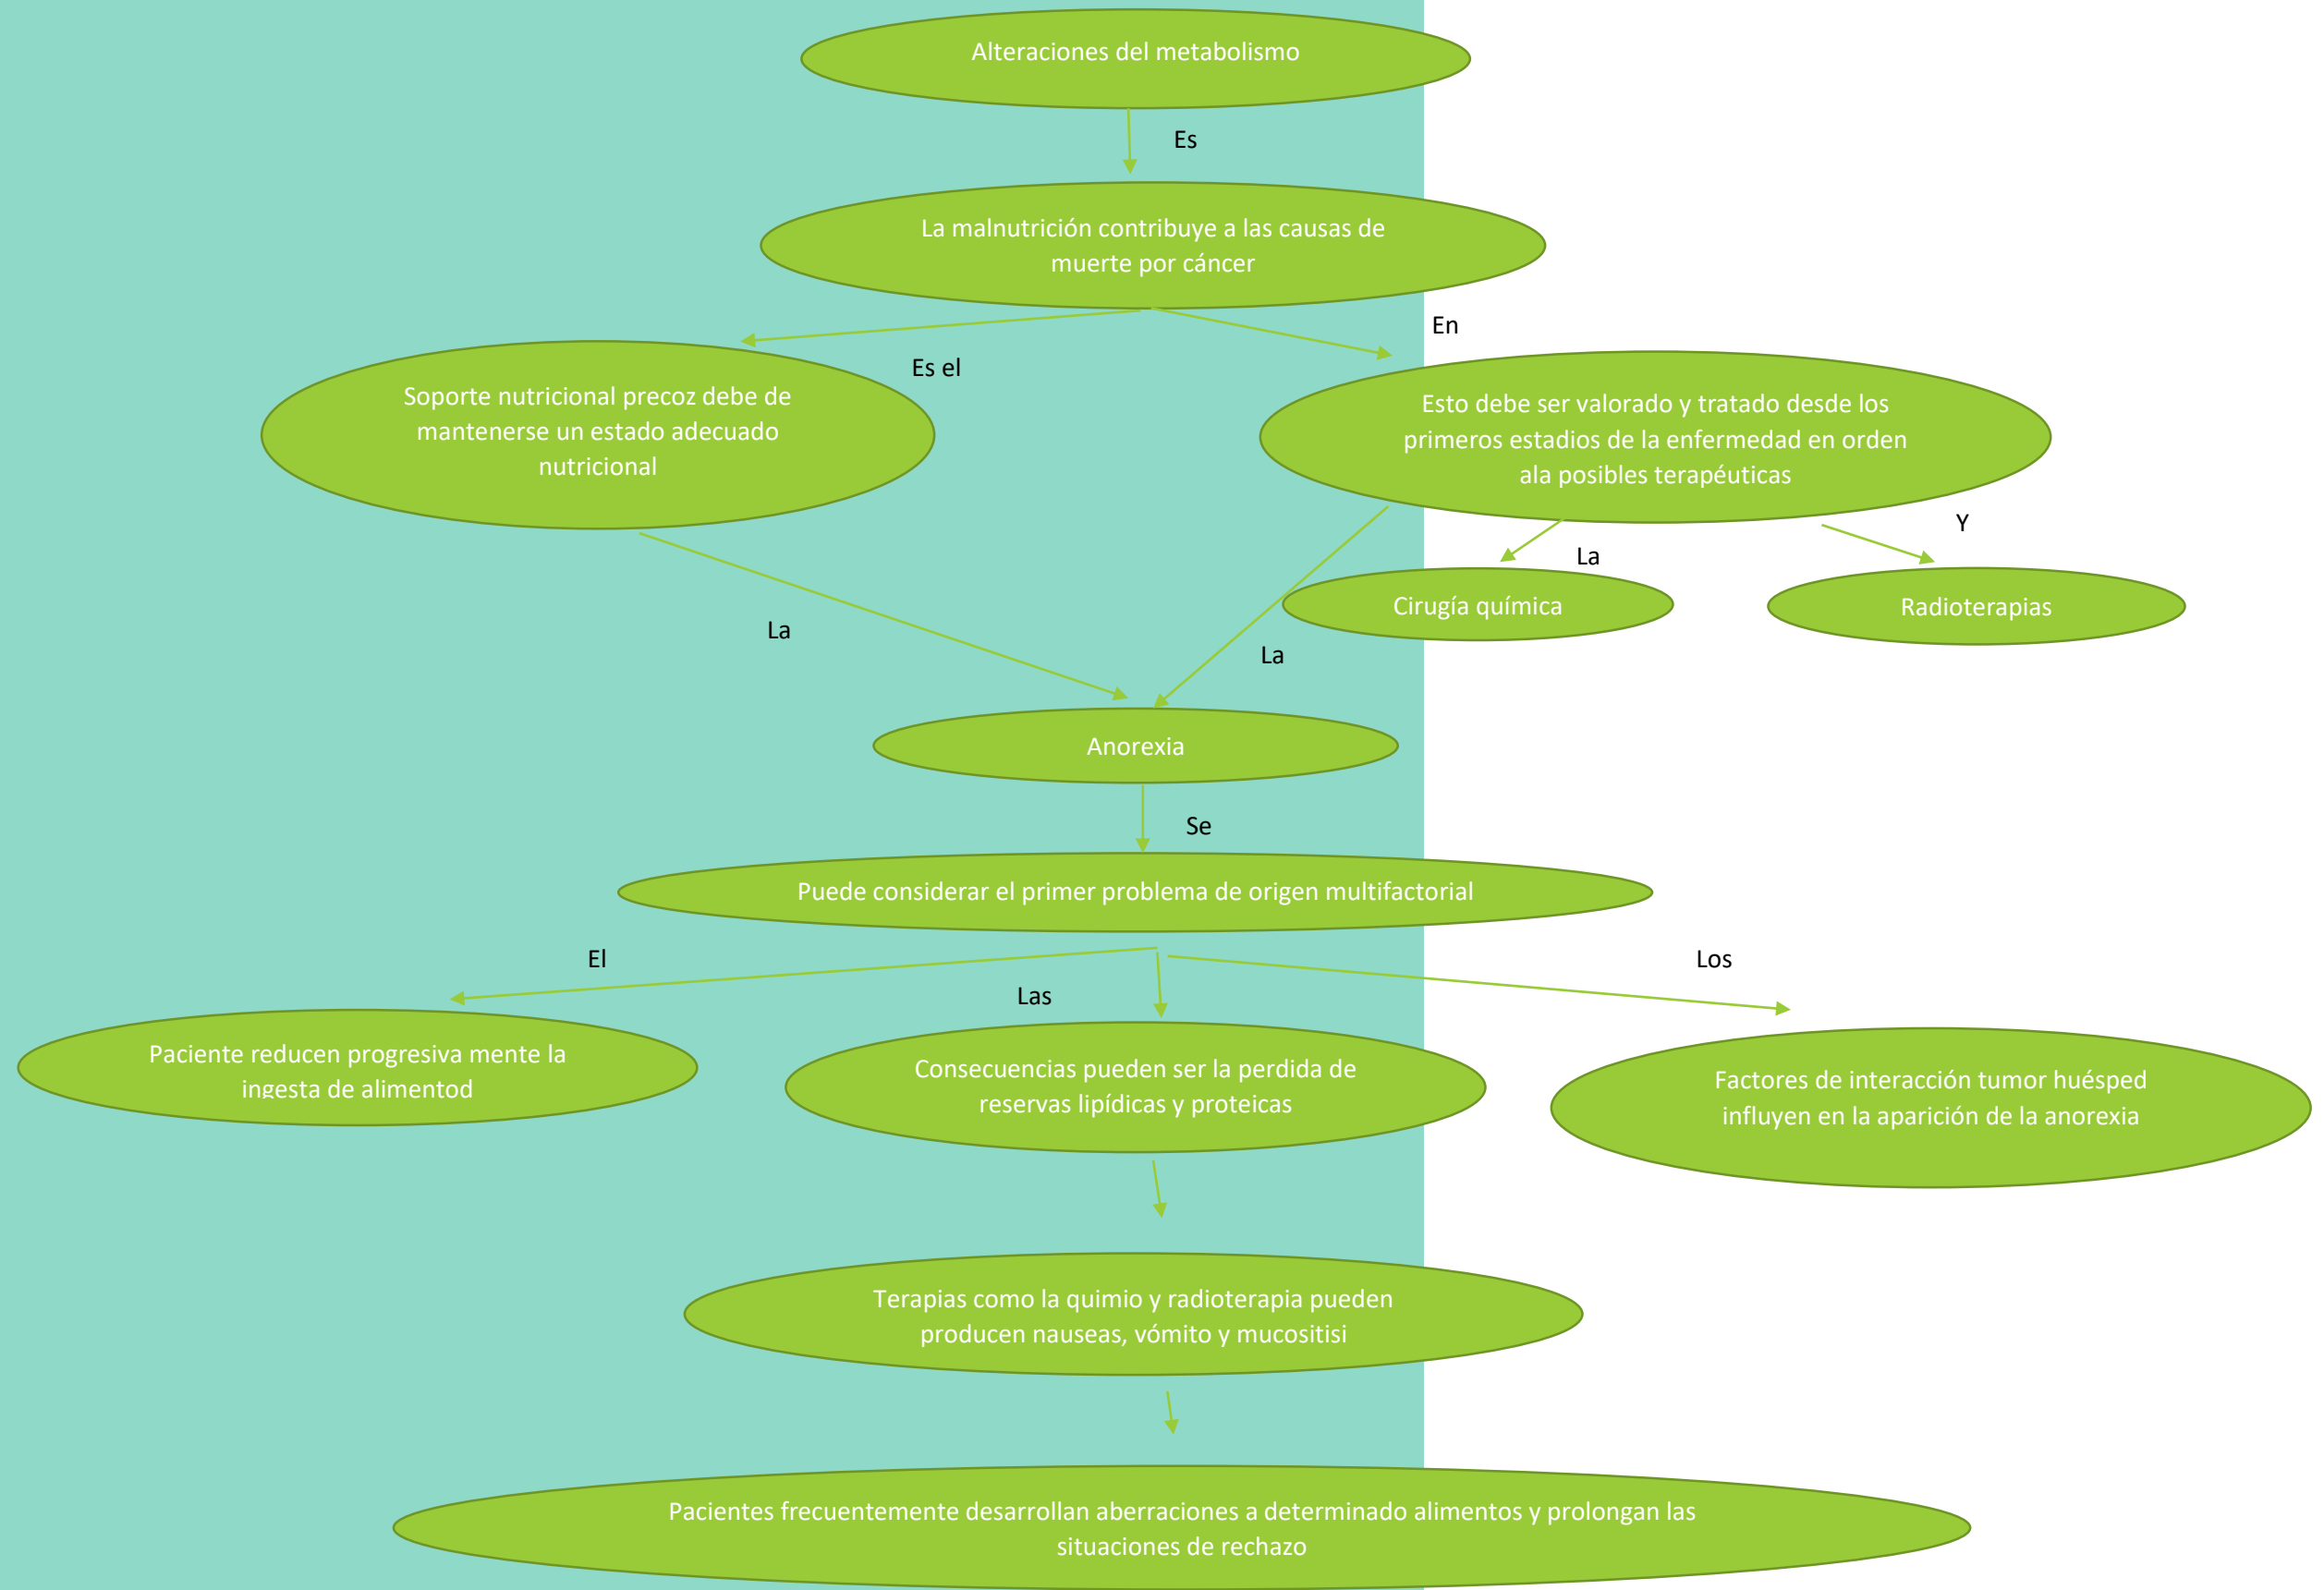 Alteraciones del metabolismo
Es
La malnutrición contribuye a las causas de
muerte por cáncer
En
Es el
Soporte nutricional precoz debe de
mantenerse un estado adecuado
nutricional
Esto debe ser valorado y tratado desde los
primeros estadios de la enfermedad en orden
ala posibles terapéuticas
La
Y
Cirugía química
Radioterapias
La
La
Anorexia
Se
Puede considerar el primer problema de origen multifactorial
El
Las
Los
Paciente reducen progresiva mente la
ingesta de alimentod
Consecuencias pueden ser la perdida de
reservas lipídicas y proteicas
Factores de interacción tumor huésped
influyen en la aparición de la anorexia
Terapias como la quimio y radioterapia pueden
producen nauseas, vómito y mucositisi
Pacientes frecuentemente desarrollan aberraciones a determinado alimentos y prolongan las
situaciones de rechazo